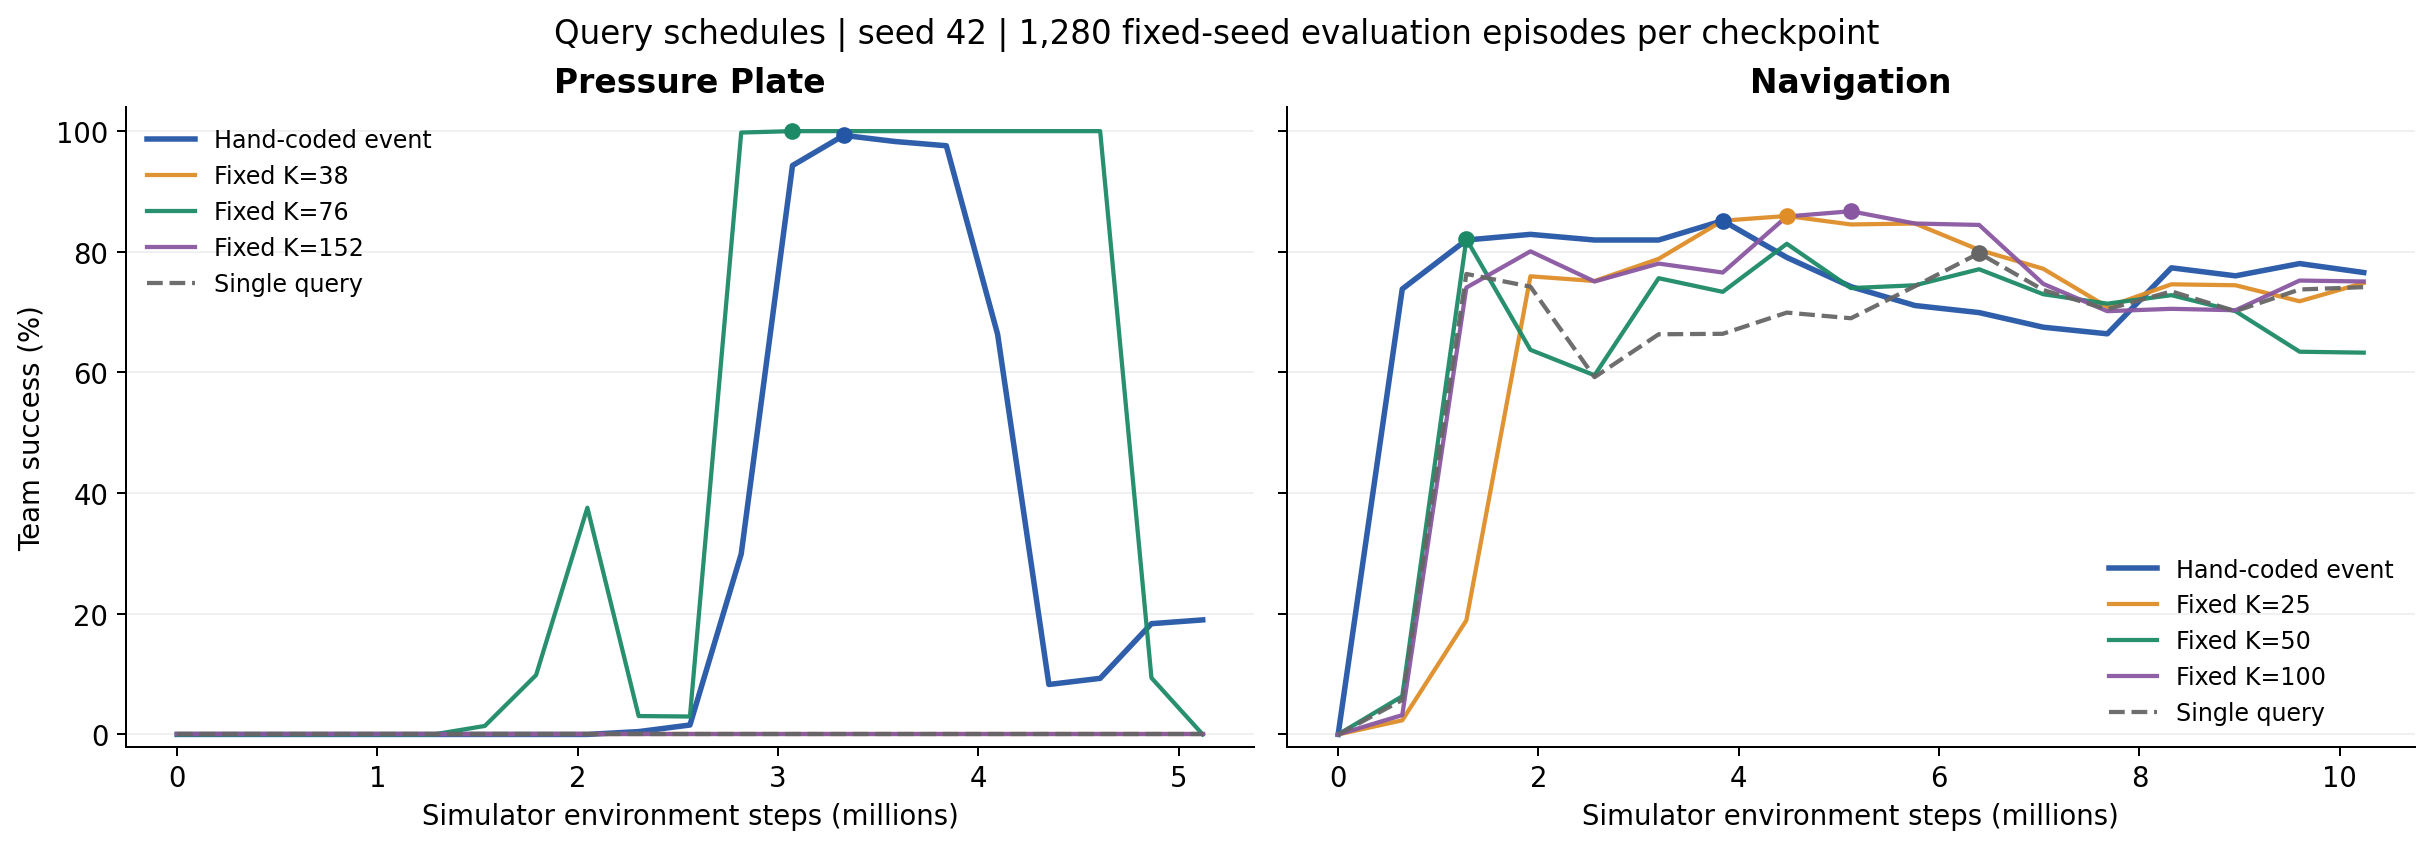 Query schedules | seed 42 | 1,280 fixed-seed evaluation episodes per checkpoint
Pressure Plate
Team success (%)
100
80
60
40
20
0
Hand-coded event
Fixed K=38
Fixed K=76
Fixed K=152
Single query
0 1 2 3 4 5
Simulator environment steps (millions)
Navigation
Hand-coded event
Fixed K=25
Fixed K=50
Fixed K=100
Single query
0 2 4 6 8 10
Simulator environment steps (millions)